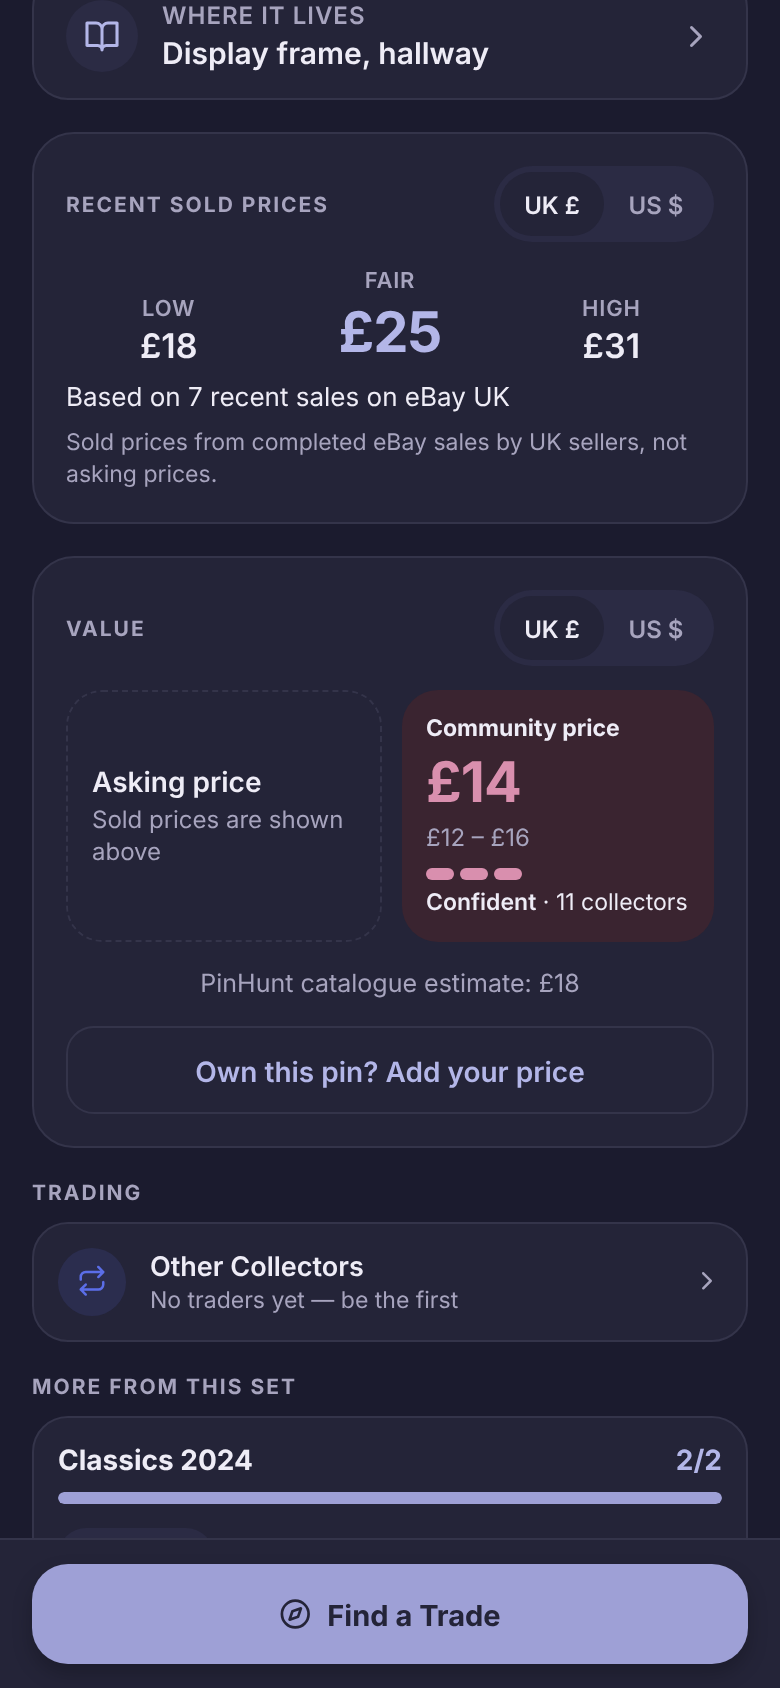 WHERE IT LIVES
Display frame, hallway
RECENT SOLD PRICES
UK £
US $
LOW
£18
FAIR
£25
HIGH
£31
Based on 7 recent sales on eBay UK
Sold prices from completed eBay sales by UK sellers, not
asking prices.
VALUE
UK £
US $
Asking price
Sold prices are shown
above
Community price
£14
£12 – £16
Confident · 11 collectors
PinHunt catalogue estimate: £18
Own this pin? Add your price
TRADING
Other Collectors
No traders yet — be the first
MORE FROM THIS SET
Classics 2024
2/2
Find a Trade